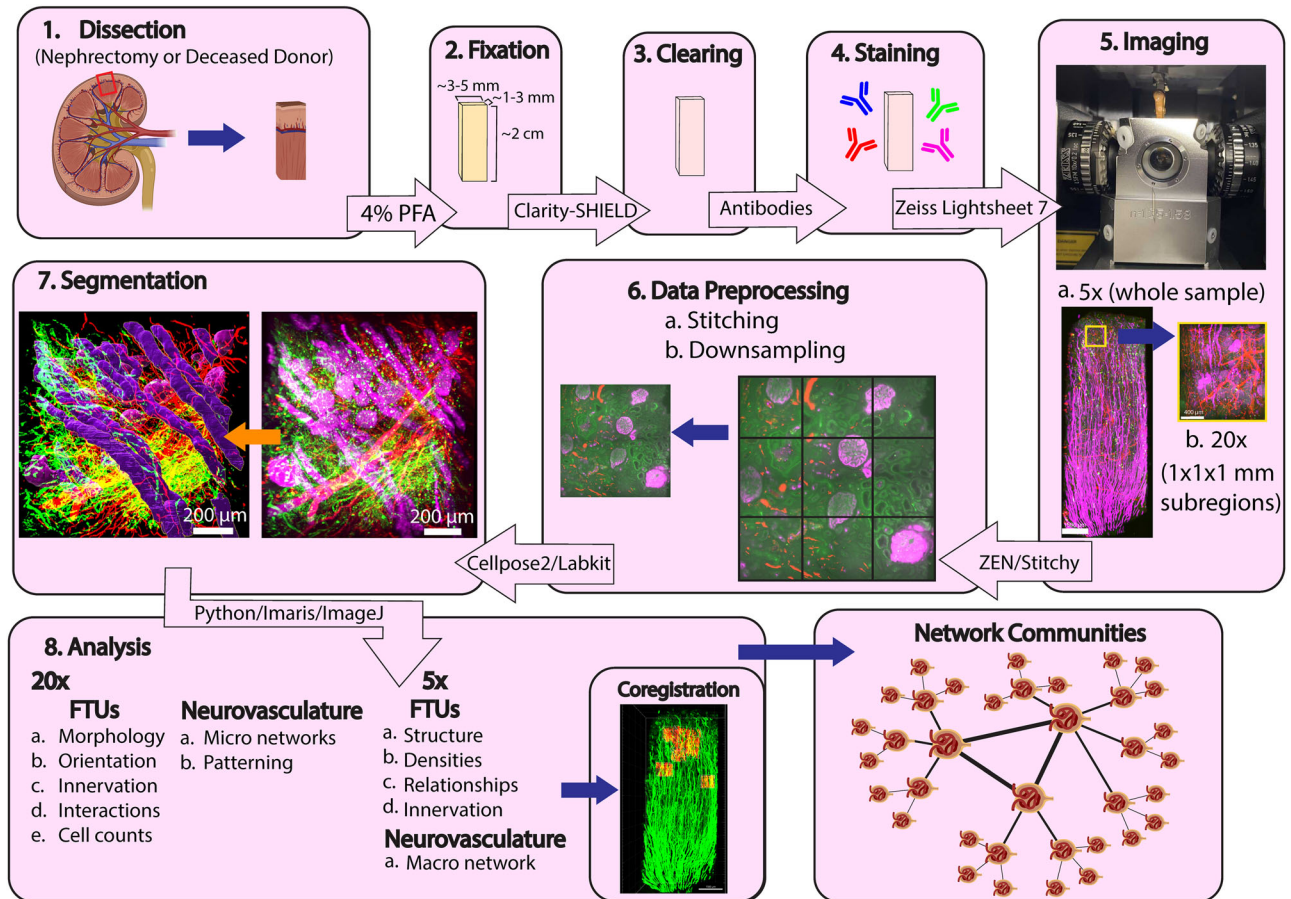 1. Dissection
(Nephrectomy or Deceased Donor)
4% PFA
2. Fixation
~3-5 mm
~1-3 mm
~2 cm
Clarity-SHIELD
3. Clearing
Antibodies
4. Staining
Zeiss Lightsheet 7
5. Imaging
a. 5x (whole sample)
400 μm
b. 20x
(1x1x1 mm
subregions)
ZEN/Stitchy
6. Data Preprocessing
a. Stitching
b. Downsampling
Cellpose2/Labkit
7. Segmentation
200 μm
200 μm
Python/Imaris/ImageJ
8. Analysis
20x
FTUs
a. Morphology
b. Orientation
c. Innervation
d. Interactions
e. Cell counts
Neurovasculature
a. Micro networks
b. Patterning
5x
FTUs
a. Structure
b. Densities
c. Relationships
d. Innervation
Neurovasculature
a. Macro network
Coregistration
Network Communities